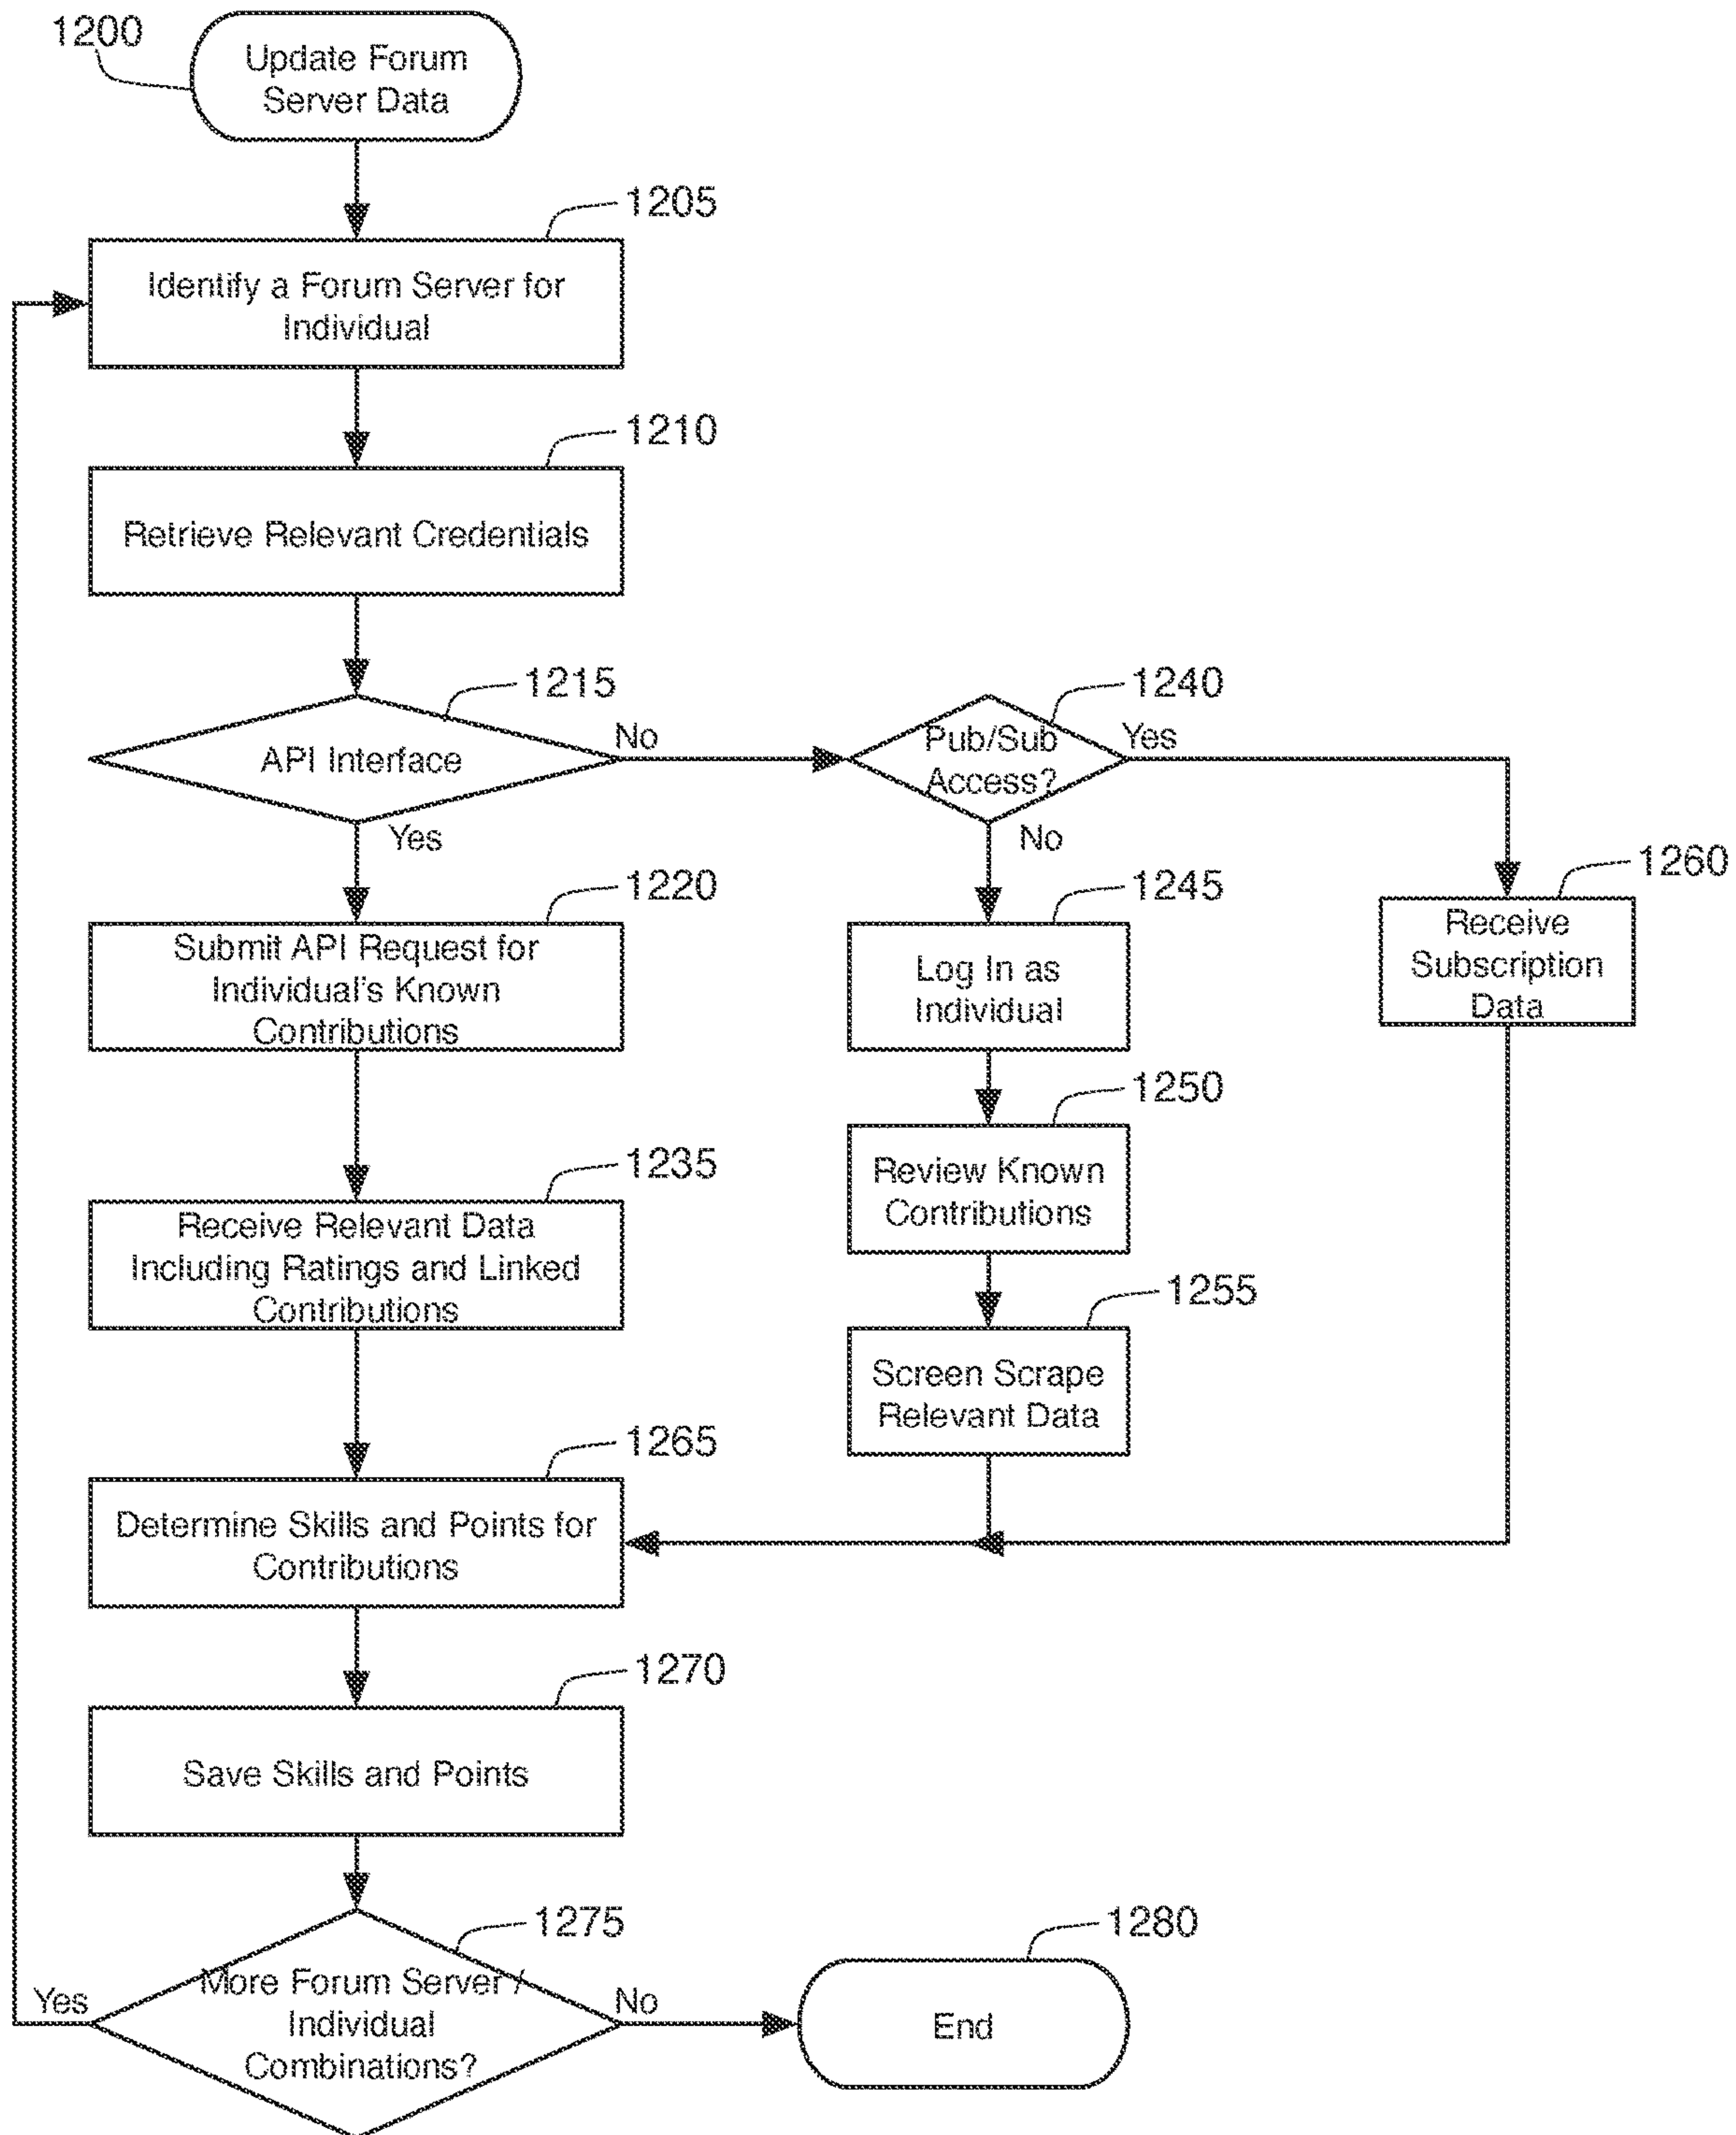 1200
Update Forum
Server Data
1205
Identify a Forum Server for
Individual
1210
Retrieve Relevant Credentials
1215
API Interface
No
Yes
1240
Pub/Sub
Access?
Yes
No
1220
Submit API Request for
Individual's Known
Contributions
1245
Log In as
Individual
1260
Receive
Subscription
Data
1250
Review Known
Contributions
1235
Receive Relevant Data
Including Ratings and Linked
Contributions
1255
Screen Scrape
Relevant Data
1265
Determine Skills and Points for
Contributions
1270
Save Skills and Points
1275
More Forum Server /
Individual
Combinations?
Yes
No
1280
End